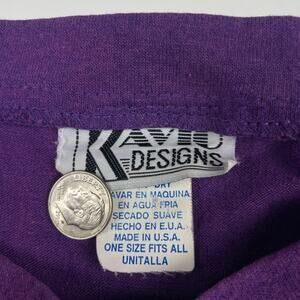 DESIGNS
DRY
AVAR EN MAQUINA
EN AGUA FRIA
SECADO SUAVE
HECHO EN E.U.A.
MADE IN U.S.A.
ONE SIZE FITS ALL
UNITALLA